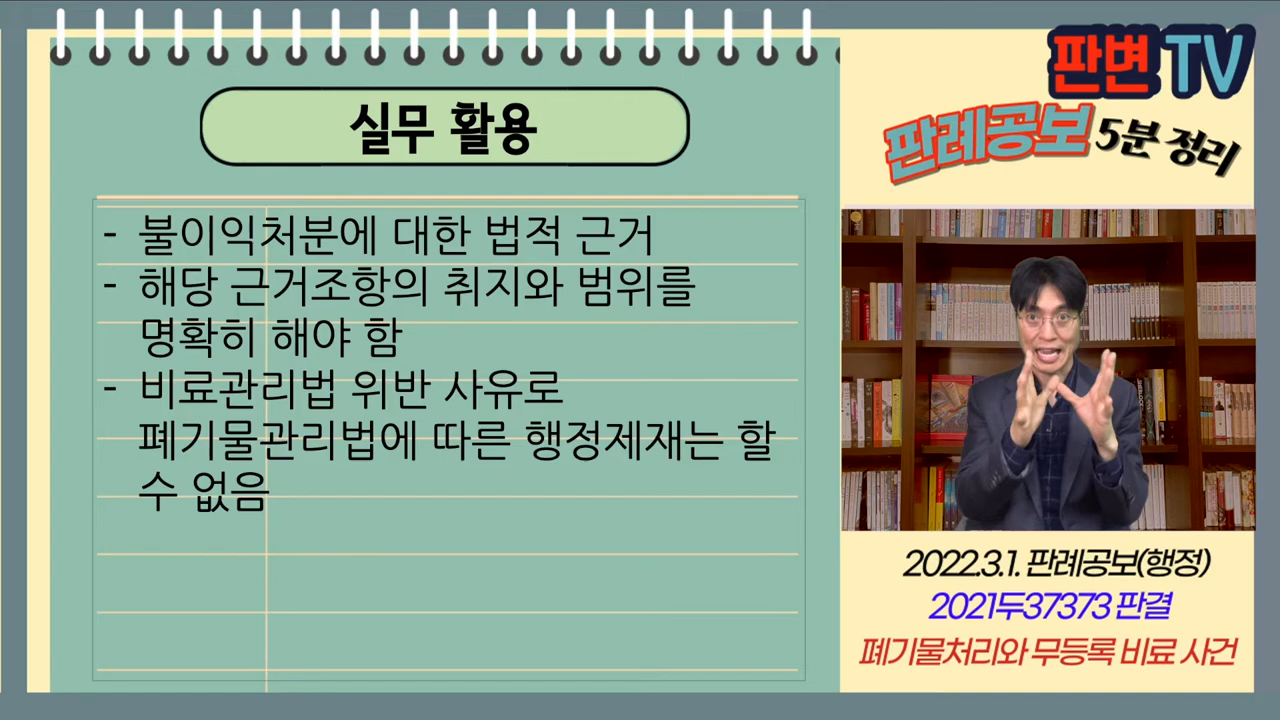 실무 활용
- 불이익처분에 대한 법적 근거
- 해당 근거조항의 취지와 범위를
명확히 해야 함
- 비료관리법 위반 사유로
폐기물관리법에 따른 행정제재는 할
수 없음
판변 TV
판례공보 5분 정리
2022.3.1. 판례공보(행정)
2021두37373 판결
폐기물처리와 무등록 비료 사건